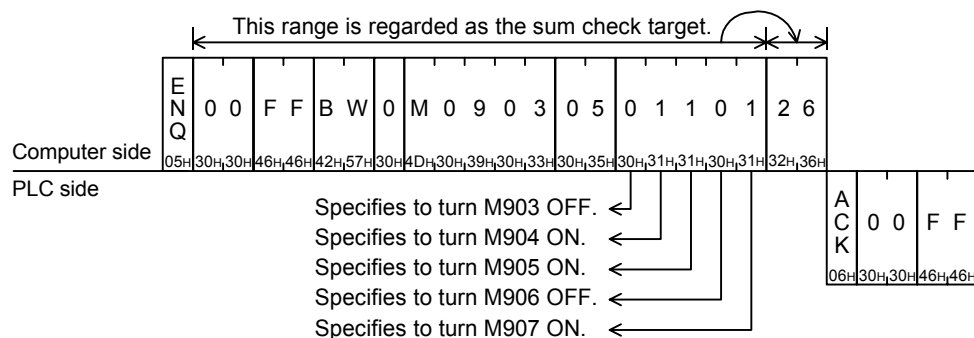 This range is regarded as the sum check target.
E N Q 0 0 F F B W 0 M 0 9 0 3 0 5 0 1 1 0 1 2 6
Computer side 05H 30H 30H 46H 46H 42H 57H 30H 4DH 30H 39H 30H 33H 30H 35H 30H 31H 31H 30H 31H 32H 36H
PLC side
Specifies to turn M903 OFF.
Specifies to turn M904 ON.
Specifies to turn M905 ON.
Specifies to turn M906 OFF.
Specifies to turn M907 ON.
A C K 0 0 F F
06H 30H 30H 46H 46H